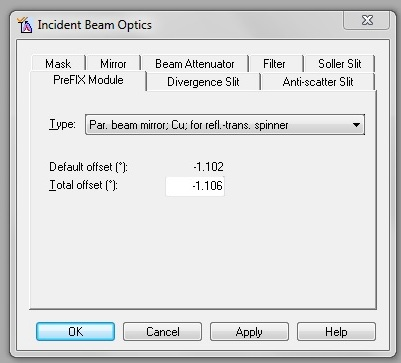 Incident Beam Optics
Mask Mirror Beam Attenuator Filter Soller Slit
PreFIX Module Divergence Slit Anti-scatter Slit
Type: Par. beam mirror; Cu; for refl.-trans. spinner
Default offset (°): -1.102
Total offset (°): -1.106
OK Cancel Apply Help